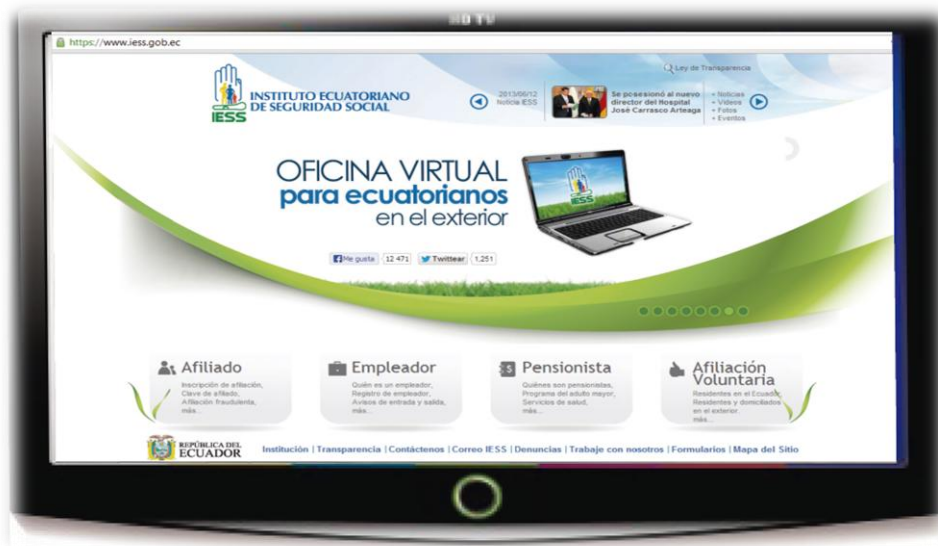 HD TV
https://www.iess.gob.ec
Ley de Transparencia
IESS
INSTITUTO ECUATORIANO
DE SEGURIDAD SOCIAL
2013/06/12
Noticia IESS
Se posesionó al nuevo
director del Hospital
José Carrasco Arteaga
• Noticias
• Videos
• Fotos
• Eventos
OFICINA VIRTUAL
para ecuatorianos
en el exterior
IESS
Me gusta 12 471 Twittear 1,251
Afiliado
Inscripción de afiliación,
Clave de afiliado,
Afiliación fraudulenta,
más...
Empleador
Quién es un empleador,
Registro de empleador,
Avisos de entrada y salida,
más...
Pensionista
Quiénes son pensionistas,
Programa del adulto mayor,
Servicios de salud,
más...
Afiliación
Voluntaria
Residentes en el Ecuador,
Residentes y domiciliados
en el exterior.
más...
REPÚBLICA DEL
ECUADOR
Institución | Transparencia | Contáctenos | Correo IESS | Denuncias | Trabaje con nosotros | Formularios | Mapa del Sitio